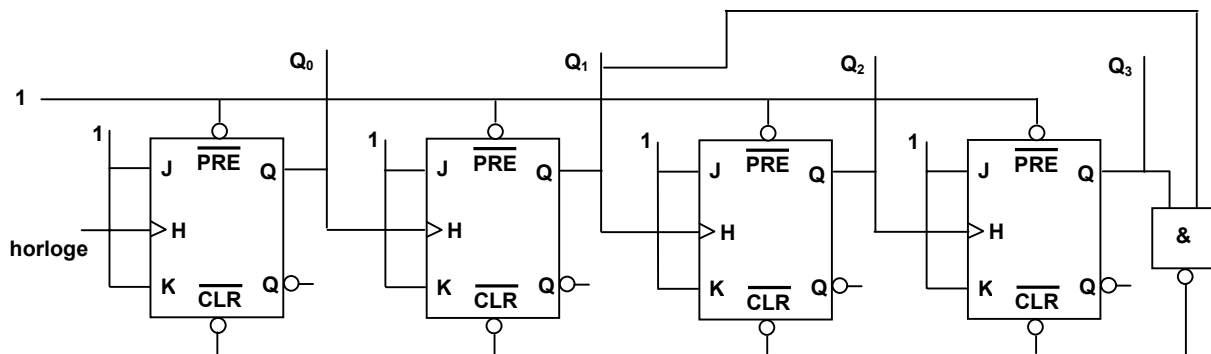 Q₀ Q₁ Q₂ Q₃
1
1 1 1 1
PRE PRE PRE PRE
J Q J Q J Q J Q
horloge H H H H &
K Q K Q K Q K Q
CLR CLR CLR CLR